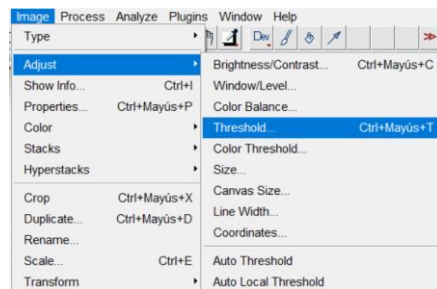 Image Process Analyze Plugins Window Help
Type
Dev
Adjust
Show Info... Ctrl+I
Properties... Ctrl+Mayús+P
Color
Stacks
Hyperstacks
Crop Ctrl+Mayús+X
Duplicate... Ctrl+Mayús+D
Rename...
Scale... Ctrl+E
Transform
Brightness/Contrast... Ctrl+Mayús+C
Window/Level...
Color Balance...
Threshold... Ctrl+Mayús+T
Color Threshold...
Size...
Canvas Size...
Line Width...
Coordinates...
Auto Threshold
Auto Local Threshold